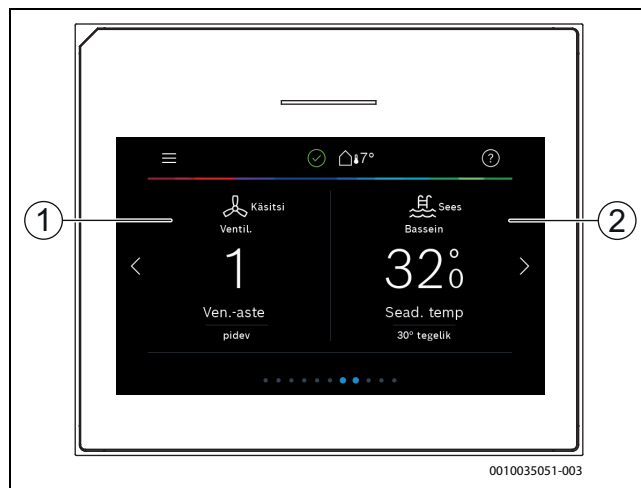 7°
?
1
Käsitsi
Ventil.
1
Ven.-aste
pidev
Sees
Bassein
32°0
Sead. temp
30° tegelik
2
0010035051-003